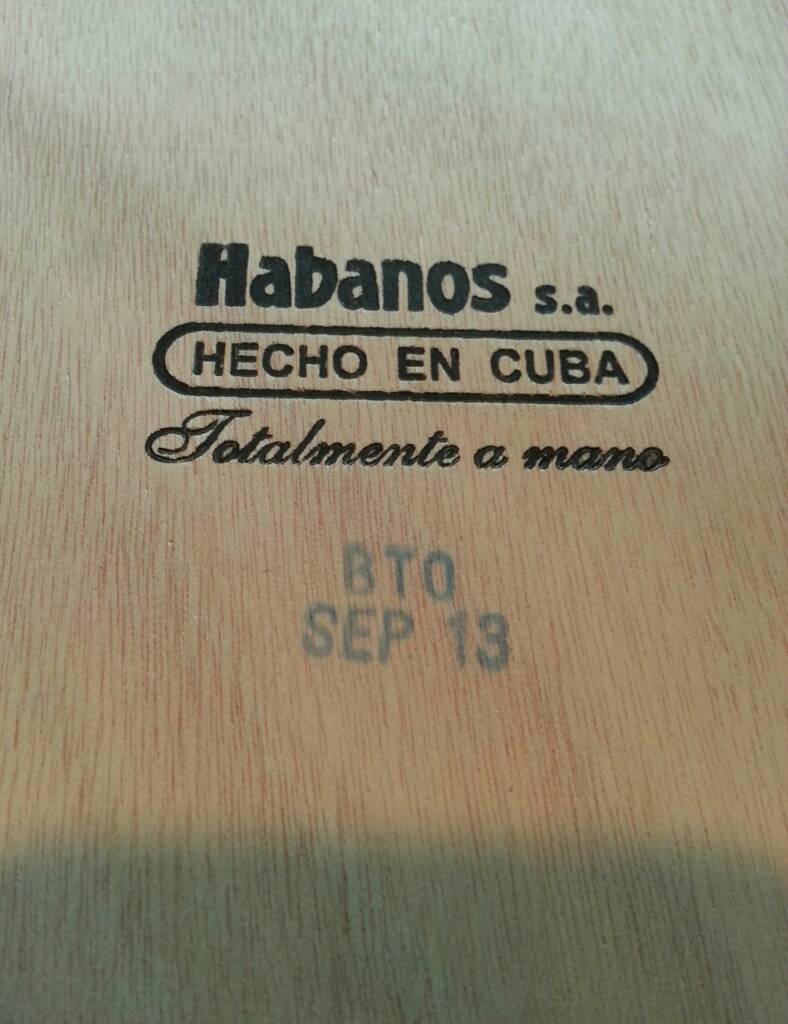 Habanos s.a.
HECHO EN CUBA
Totalmente a mano
BTO
SEP 13